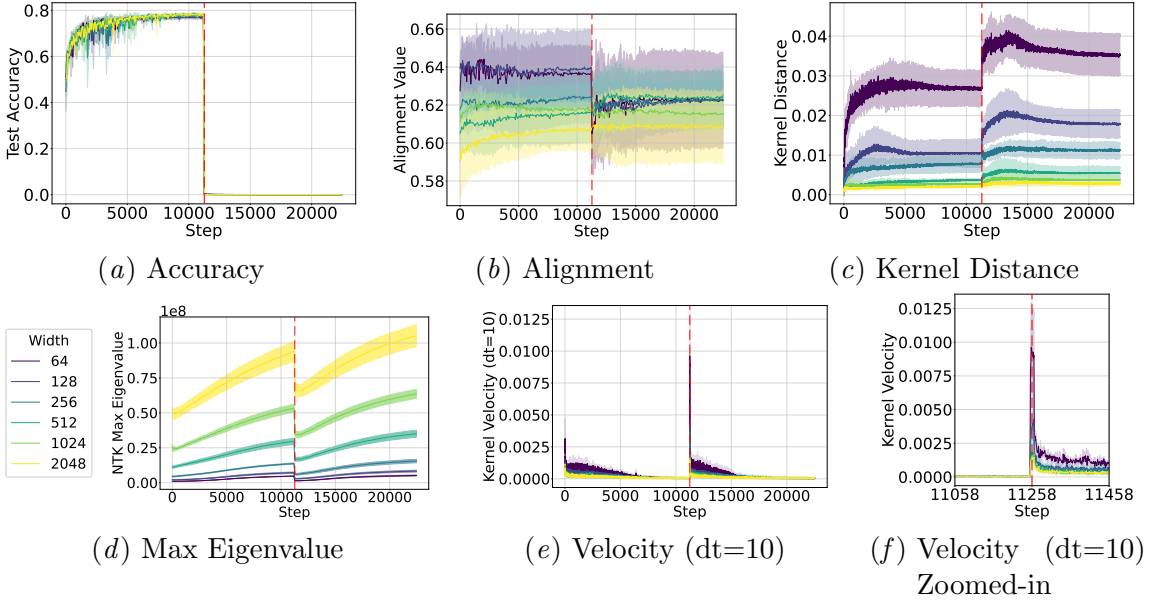 0.8
0.6
0.4
0.2
0.0
Test Accuracy
0 5000 10000 15000 20000
Step
(a) Accuracy
0.66
0.64
0.62
0.60
0.58
Alignment Value
0 5000 10000 15000 20000
Step
(b) Alignment
0.04
0.03
0.02
0.01
0.00
Kernel Distance
0 5000 10000 15000 20000
Step
(c) Kernel Distance
Width
64
128
256
512
1024
2048
1e8
1.00
0.75
0.50
0.25
0.00
NTK Max Eigenvalue
0 5000 10000 15000 20000
Step
(d) Max Eigenvalue
0.0125
0.0100
0.0075
0.0050
0.0025
0.0000
Kernel Velocity (dt=10)
0 5000 10000 15000 20000
Step
(e) Velocity (dt=10)
0.0125
0.0100
0.0075
0.0050
0.0025
0.0000
Kernel Velocity
11058 11258 11458
Step
(f) Velocity (dt=10)
Zoomed-in